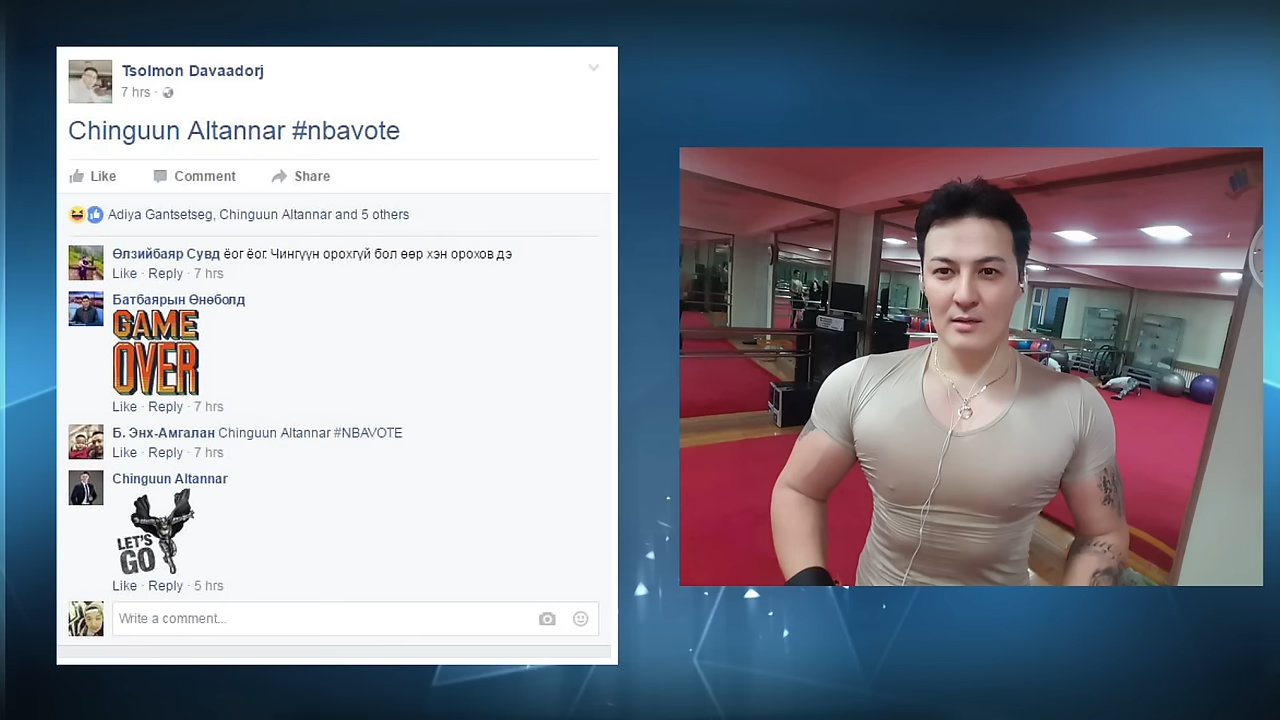 Tsolmon Davaadorj
7 hrs ·
Chinguun Altannar #nbavote
Like Comment Share
Adiya Gantsetseg, Chinguun Altannar and 5 others
Өлзийбаяр Сувд ёог ёог. Чингүүн орохгүй бол өөр хэн орохов дэ
Like · Reply · 7 hrs
Батбаярын Өнөболд
GAME
OVER
Like · Reply · 7 hrs
Б. Энх-Амгалан Chinguun Altannar #NBAVOTE
Like · Reply · 7 hrs
Chinguun Altannar
LET'S
GO
Like · Reply · 5 hrs
Write a comment...